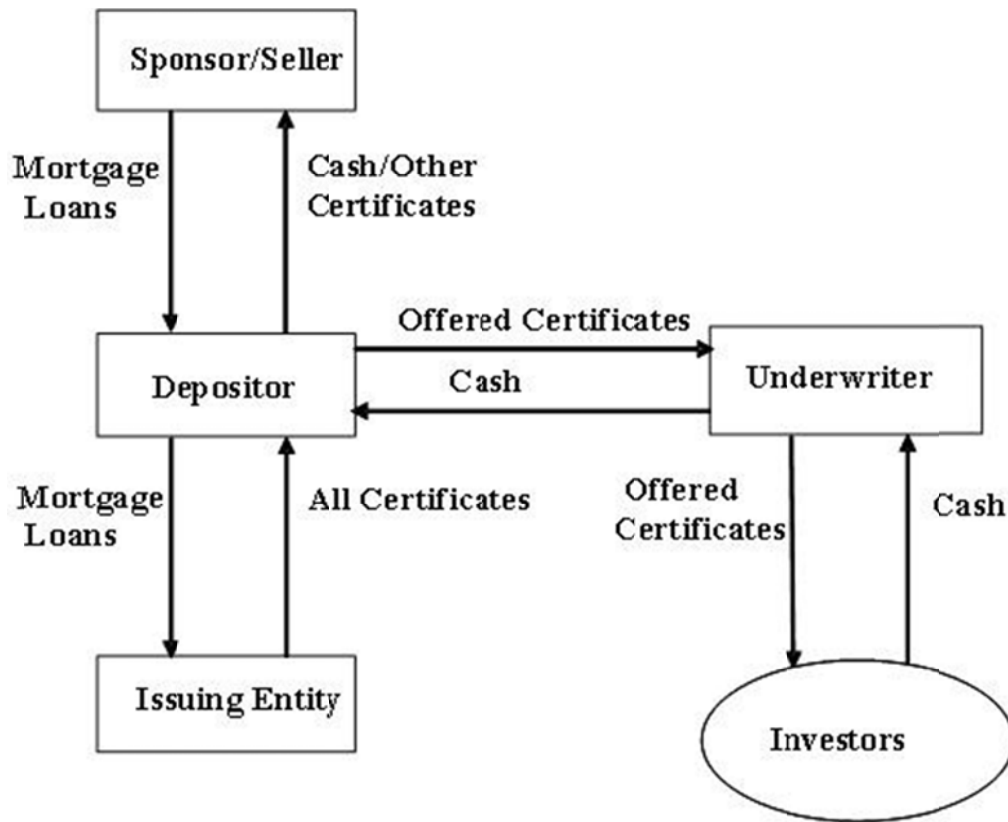 Sponsor/Seller
Mortgage
Loans
Cash/Other
Certificates
Offered Certificates
Cash
Depositor
Underwriter
Mortgage
Loans
All Certificates
Offered
Certificates
Cash
Issuing Entity
Investors